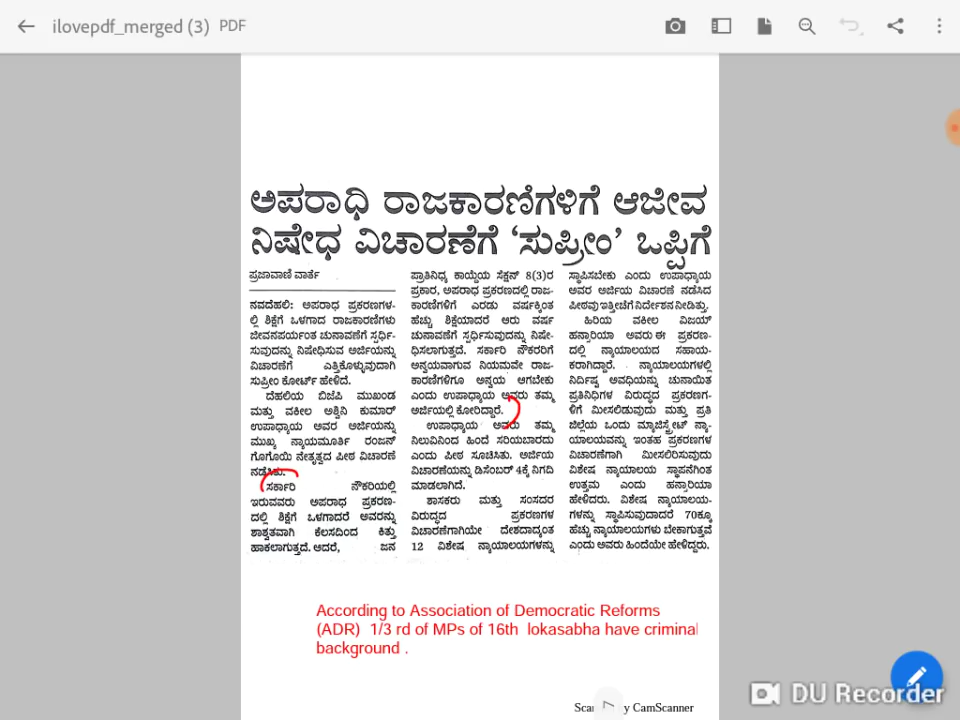 ilovepdf_merged (3) PDF
ಅಪರಾಧಿ ರಾಜಕಾರಣಿಗಳಿಗೆ ಆಜೀವ
ನಿಷೇಧ ವಿಚಾರಣೆಗೆ ‘ಸುಪ್ರೀಂ’ ಒಪ್ಪಿಗೆ
ಪ್ರಜಾವಾಣಿ ವಾರ್ತೆ
ನವದೆಹಲಿ: ಅಪರಾಧ ಪ್ರಕರಣಗಳ-
ಲ್ಲಿ ಶಿಕ್ಷೆಗೆ ಒಳಗಾದ ರಾಜಕಾರಣಿಗಳು
ಜೀವನಪರ್ಯಂತ ಚುನಾವಣೆಗೆ ಸ್ಪರ್ಧಿ-
ಸುವುದನ್ನು ನಿಷೇಧಿಸುವ ಅರ್ಜಿಯನ್ನು
ವಿಚಾರಣೆಗೆ ಎತ್ತಿಕೊಳ್ಳುವುದಾಗಿ
ಸುಪ್ರೀಂ ಕೋರ್ಟ್ ಹೇಳಿದೆ.
ದೆಹಲಿಯ ಬಿಜೆಪಿ ಮುಖಂಡ
ಮತ್ತು ವಕೀಲ ಅಶ್ವಿನಿ ಕುಮಾರ್
ಉಪಾಧ್ಯಾಯ ಅವರ ಅರ್ಜಿಯನ್ನು
ಮುಖ್ಯ ನ್ಯಾಯಮೂರ್ತಿ ರಂಜನ್
ಗೊಗೊಯಿ ನೇತೃತ್ವದ ಪೀಠ ವಿಚಾರಣೆ
ನಡೆಸಿತು.
ಸರ್ಕಾರಿ ನೌಕರಿಯಲ್ಲಿ
ಇರುವವರು ಅಪರಾಧ ಪ್ರಕರಣ-
ದಲ್ಲಿ ಶಿಕ್ಷೆಗೆ ಒಳಗಾದರೆ ಅವರನ್ನು
ಶಾಶ್ವತವಾಗಿ ಕೆಲಸದಿಂದ ಕಿತ್ತು
ಹಾಕಲಾಗುತ್ತದೆ. ಆದರೆ, ಜನ
ಪ್ರಾತಿನಿಧ್ಯ ಕಾಯ್ದೆಯ ಸೆಕ್ಷನ್ 8(3)ರ
ಪ್ರಕಾರ, ಅಪರಾಧ ಪ್ರಕರಣದಲ್ಲಿ ರಾಜ-
ಕಾರಣಿಗಳಿಗೆ ಎರಡು ವರ್ಷಕ್ಕಿಂತ
ಹೆಚ್ಚು ಶಿಕ್ಷೆಯಾದರೆ ಆರು ವರ್ಷ
ಚುನಾವಣೆಗೆ ಸ್ಪರ್ಧಿಸುವುದನ್ನು ನಿಷೇ-
ಧಿಸಲಾಗುತ್ತದೆ. ಸರ್ಕಾರಿ ನೌಕರರಿಗೆ
ಅನ್ವಯವಾಗುವ ನಿಯಮವೇ ರಾಜ-
ಕಾರಣಿಗಳಿಗೂ ಅನ್ವಯ ಆಗಬೇಕು
ಎಂದು ಉಪಾಧ್ಯಾಯ ಅವರು ತಮ್ಮ
ಅರ್ಜಿಯಲ್ಲಿ ಕೋರಿದ್ದಾರೆ.
ಉಪಾಧ್ಯಾಯ ಅವರು ತಮ್ಮ
ನಿಲುವಿನಿಂದ ಹಿಂದೆ ಸರಿಯಬಾರದು
ಎಂದು ಪೀಠ ಸೂಚಿಸಿತು. ಅರ್ಜಿಯ
ವಿಚಾರಣೆಯನ್ನು ಡಿಸೆಂಬರ್ 4ಕ್ಕೆ ನಿಗದಿ
ಮಾಡಲಾಗಿದೆ.
ಶಾಸಕರು ಮತ್ತು ಸಂಸದರ
ವಿರುದ್ಧದ ಪ್ರಕರಣಗಳ
ವಿಚಾರಣೆಗಾಗಿಯೇ ದೇಶದಾದ್ಯಂತ
12 ವಿಶೇಷ ನ್ಯಾಯಾಲಯಗಳನ್ನು
ಸ್ಥಾಪಿಸಬೇಕು ಎಂದು ಉಪಾಧ್ಯಾಯ
ಅವರ ಅರ್ಜಿಯ ವಿಚಾರಣೆ ನಡೆಸಿದ
ಪೀಠವು ಇತ್ತೀಚೆಗೆ ನಿರ್ದೇಶನ ನೀಡಿತ್ತು.
ಹಿರಿಯ ವಕೀಲ ವಿಜಯ್
ಹನ್ಸಾರಿಯಾ ಅವರು ಈ ಪ್ರಕರಣ-
ದಲ್ಲಿ ನ್ಯಾಯಾಲಯದ ಸಹಾಯ-
ಕರಾಗಿದ್ದಾರೆ. ನ್ಯಾಯಾಲಯಗಳಲ್ಲಿ
ನಿರ್ದಿಷ್ಟ ಅವಧಿಯನ್ನು ಚುನಾಯಿತ
ಪ್ರತಿನಿಧಿಗಳ ವಿರುದ್ಧದ ಪ್ರಕರಣಗ-
ಳಿಗೆ ಮೀಸಲಿಡುವುದು ಮತ್ತು ಪ್ರತಿ
ಜಿಲ್ಲೆಯ ಒಂದು ಮ್ಯಾಜಿಸ್ಟ್ರೇಟ್ ನ್ಯಾ-
ಯಾಲಯವನ್ನು ಇಂತಹ ಪ್ರಕರಣಗಳ
ವಿಚಾರಣೆಗಾಗಿ ಮೀಸಲಿರಿಸುವುದು
ವಿಶೇಷ ನ್ಯಾಯಾಲಯ ಸ್ಥಾಪನೆಗಿಂತ
ಉತ್ತಮ ಎಂದು ಹನ್ಸಾರಿಯಾ
ಹೇಳಿದರು. ವಿಶೇಷ ನ್ಯಾಯಾಲಯ-
ಗಳನ್ನು ಸ್ಥಾಪಿಸುವುದಾದರೆ 70ಕ್ಕೂ
ಹೆಚ್ಚು ನ್ಯಾಯಾಲಯಗಳು ಬೇಕಾಗುತ್ತವೆ
ಎಂದು ಅವರು ಹಿಂದೆಯೇ ಹೇಳಿದ್ದರು.
According to Association of Democratic Reforms
(ADR) 1/3 rd of MPs of 16th lokasabha have criminal
background .
y CamScanner
7
DU Recorder